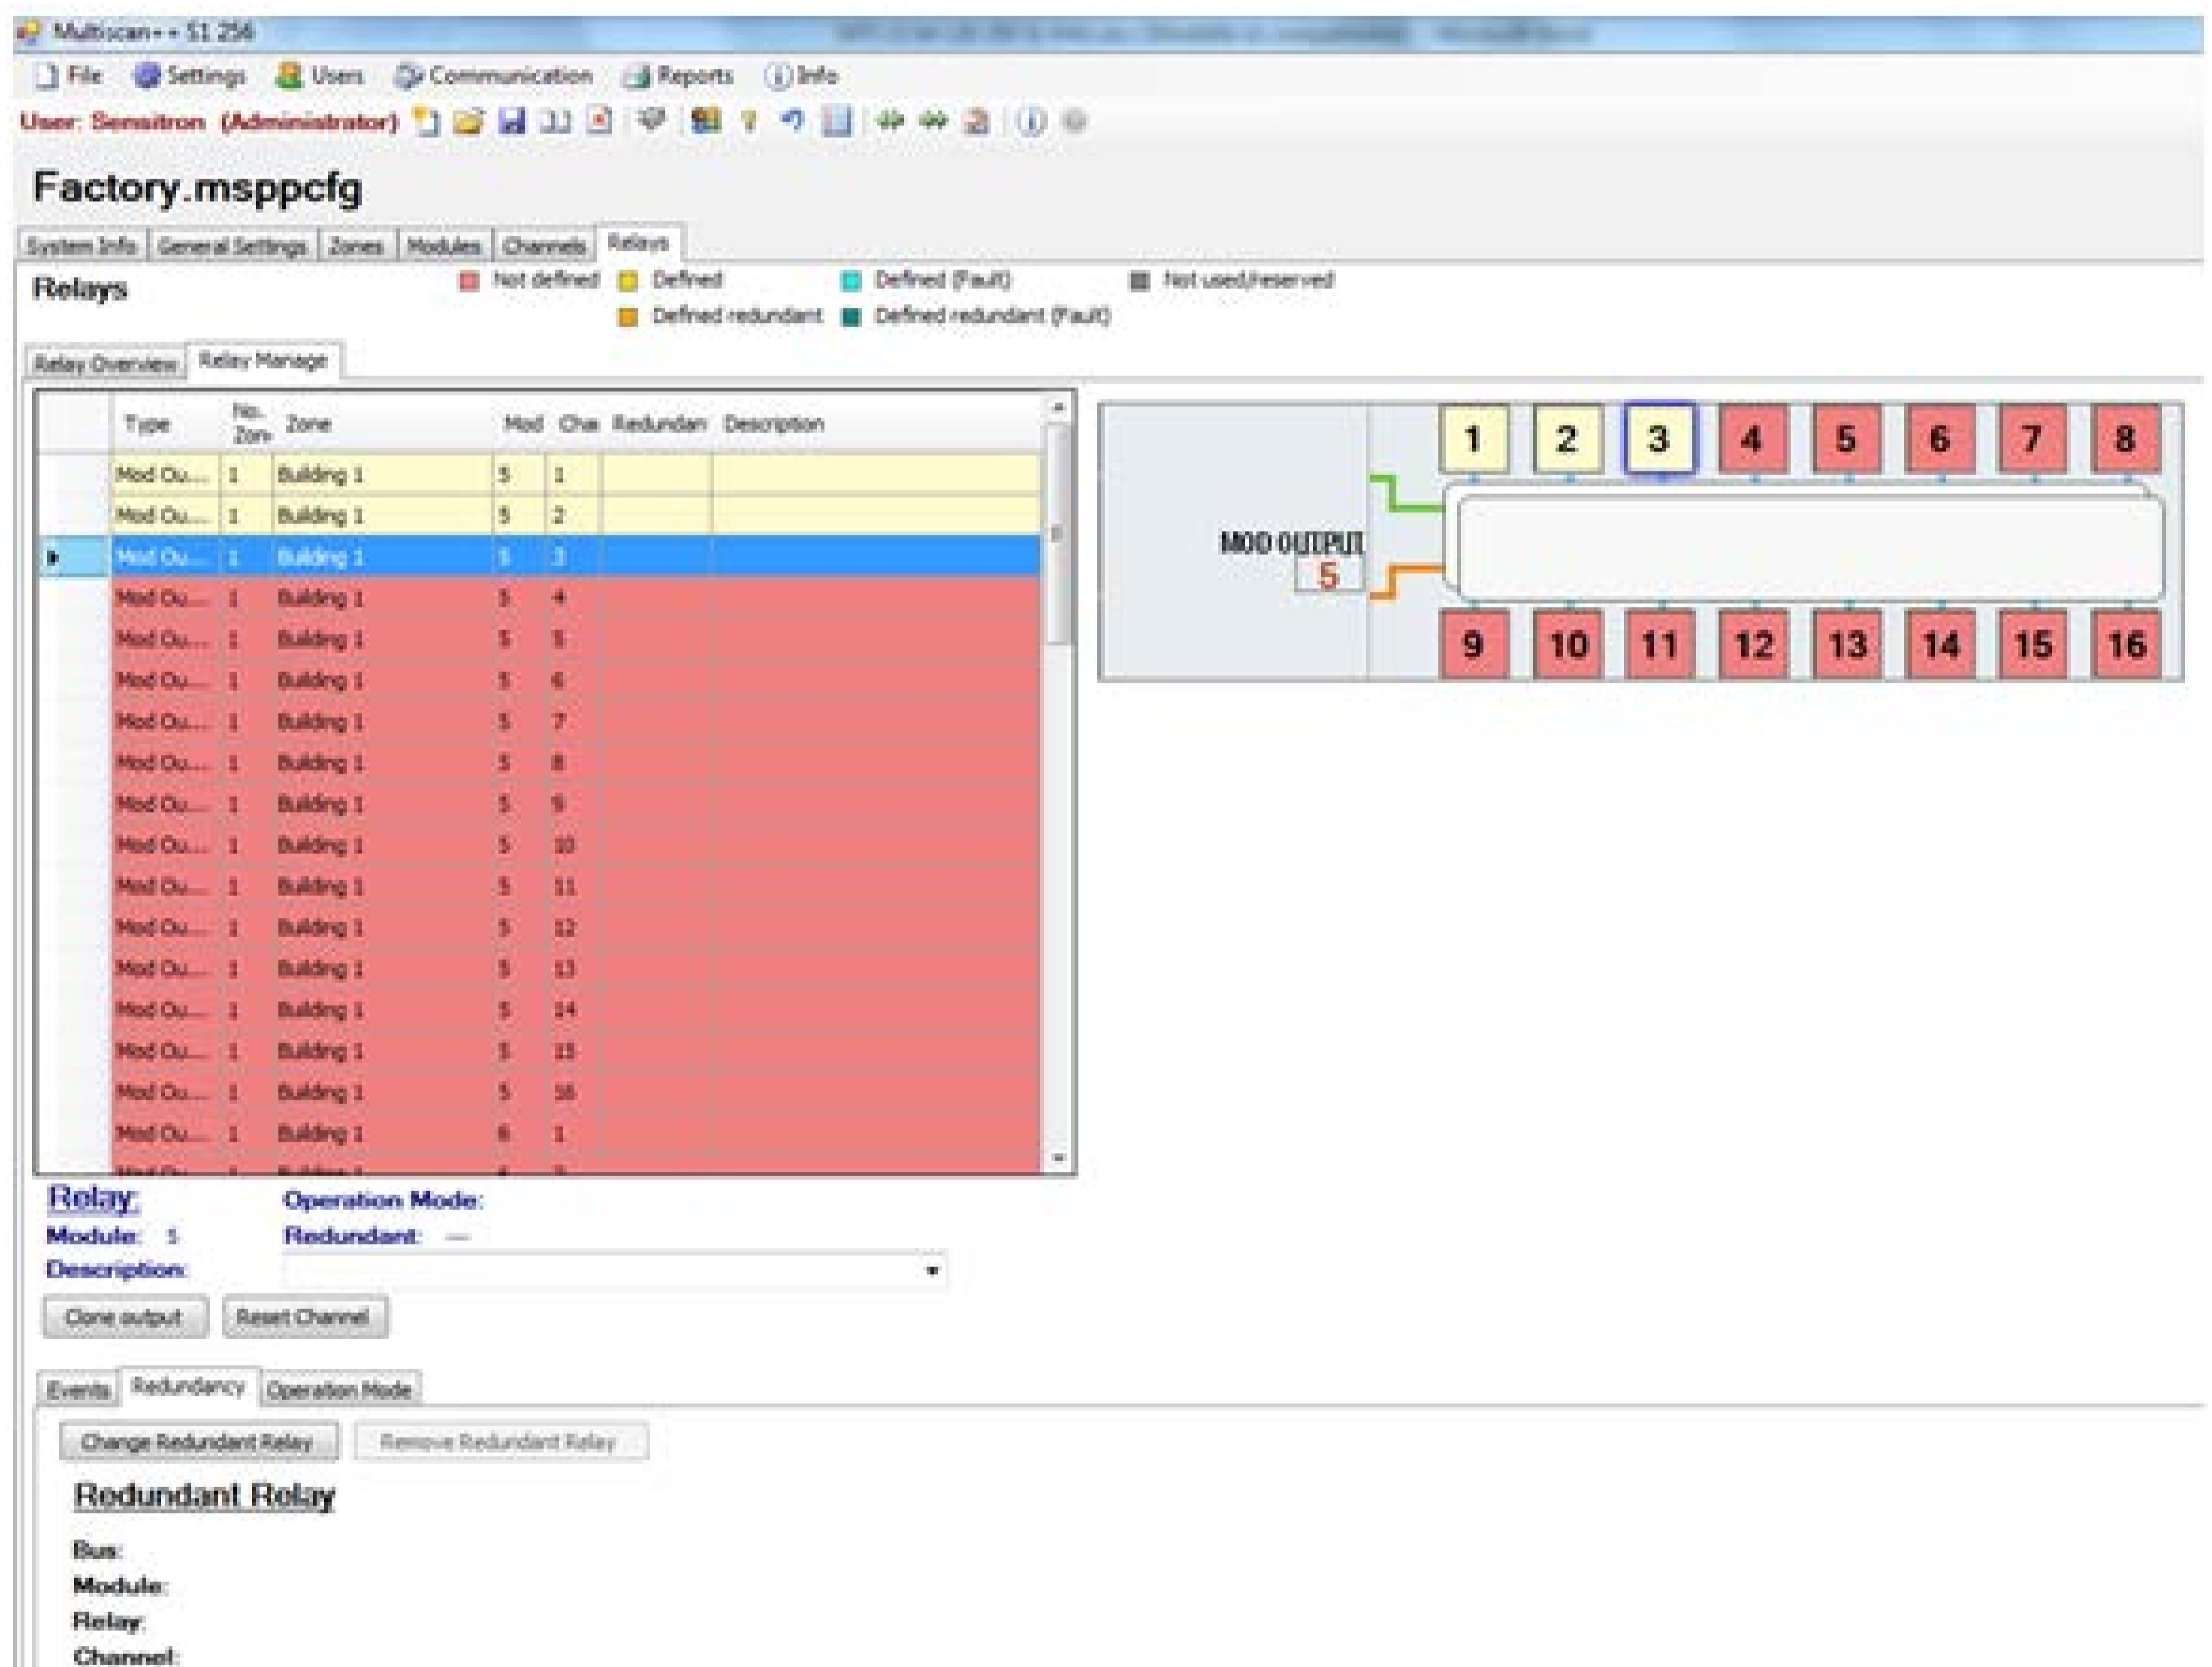 Multiscan++ S1 256
File Settings Users Communication Reports Info
User: Sensitron (Administrator)
Factory.msppcfg
System Info General Settings Zones Modules Channels Relays
Relays
Not defined Defined Defined (Fault) Not used/reserved
Defined redundant Defined redundant (Fault)
Relay Overview Relay Manage
Type No. Zon Zone Mod Cha Redundan Description
Mod Ou.... 1 Building 1 5 1
Mod Ou.... 1 Building 1 5 2
Mod Ou.... 1 Building 1 5 3
Mod Ou.... 1 Building 1 5 4
Mod Ou.... 1 Building 1 5 5
Mod Ou.... 1 Building 1 5 6
Mod Ou.... 1 Building 1 5 7
Mod Ou.... 1 Building 1 5 8
Mod Ou.... 1 Building 1 5 9
Mod Ou.... 1 Building 1 5 10
Mod Ou.... 1 Building 1 5 11
Mod Ou.... 1 Building 1 5 12
Mod Ou.... 1 Building 1 5 13
Mod Ou.... 1 Building 1 5 14
Mod Ou.... 1 Building 1 5 15
Mod Ou.... 1 Building 1 5 16
Mod Ou.... 1 Building 1 6 1
1 2 3 4 5 6 7 8
MOD OUTPUT
5
9 10 11 12 13 14 15 16
Relay: Operation Mode:
Module: 5 Redundant: ---
Description:
Clone output Reset Channel
Events Redundancy Operation Mode
Change Redundant Relay Remove Redundant Relay
Redundant Relay
Bus:
Module:
Relay:
Channel: